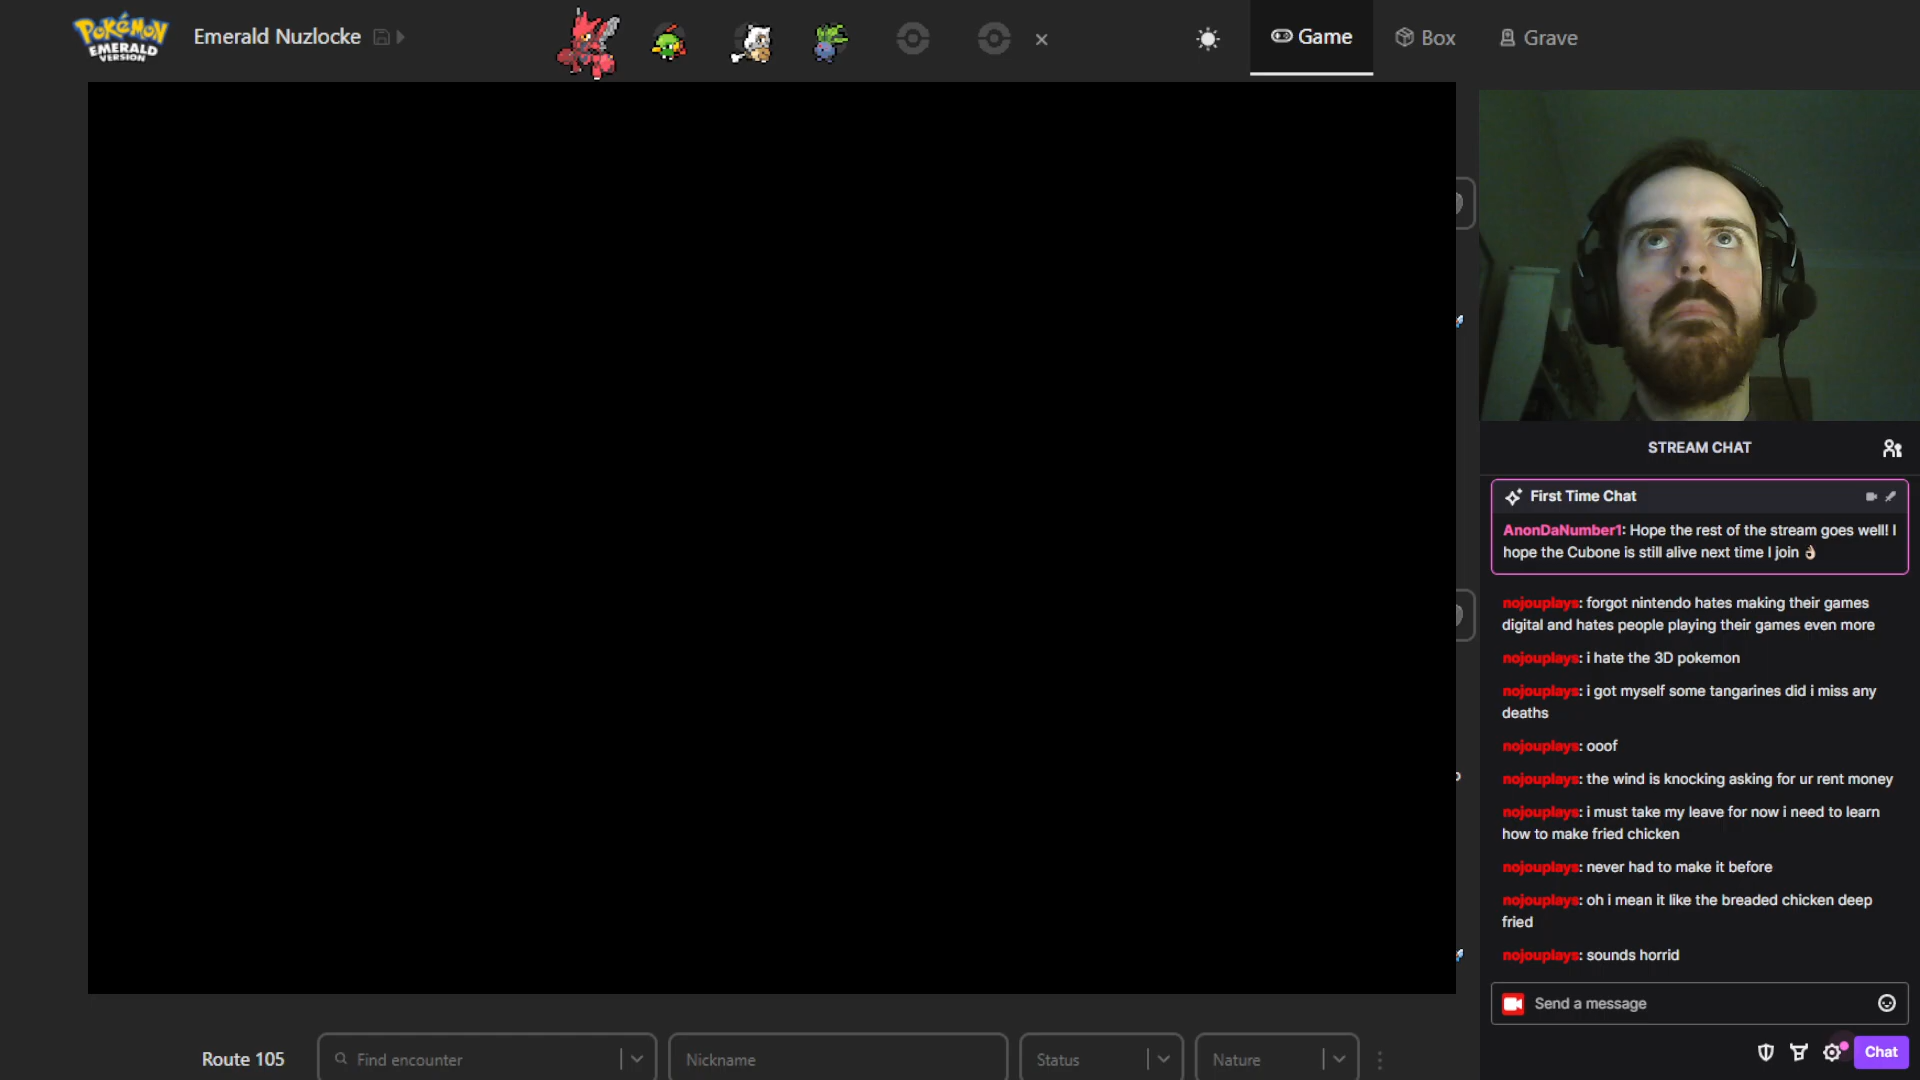 POKéMON
EMERALD
VERSION
Emerald Nuzlocke
Game
Box
Grave
STREAM CHAT
First Time Chat
AnonDaNumber1: Hope the rest of the stream goes well! I
hope the Cubone is still alive next time I join 👌🏻
nojouplays: forgot nintendo hates making their games
digital and hates people playing their games even more
nojouplays: i hate the 3D pokemon
nojouplays: i got myself some tangarines did i miss any
deaths
nojouplays: ooof
nojouplays: the wind is knocking asking for ur rent money
nojouplays: i must take my leave for now i need to learn
how to make fried chicken
nojouplays: never had to make it before
nojouplays: oh i mean it like the breaded chicken deep
fried
nojouplays: sounds horrid
Send a message
Chat
Route 105
Find encounter
Nickname
Status
Nature